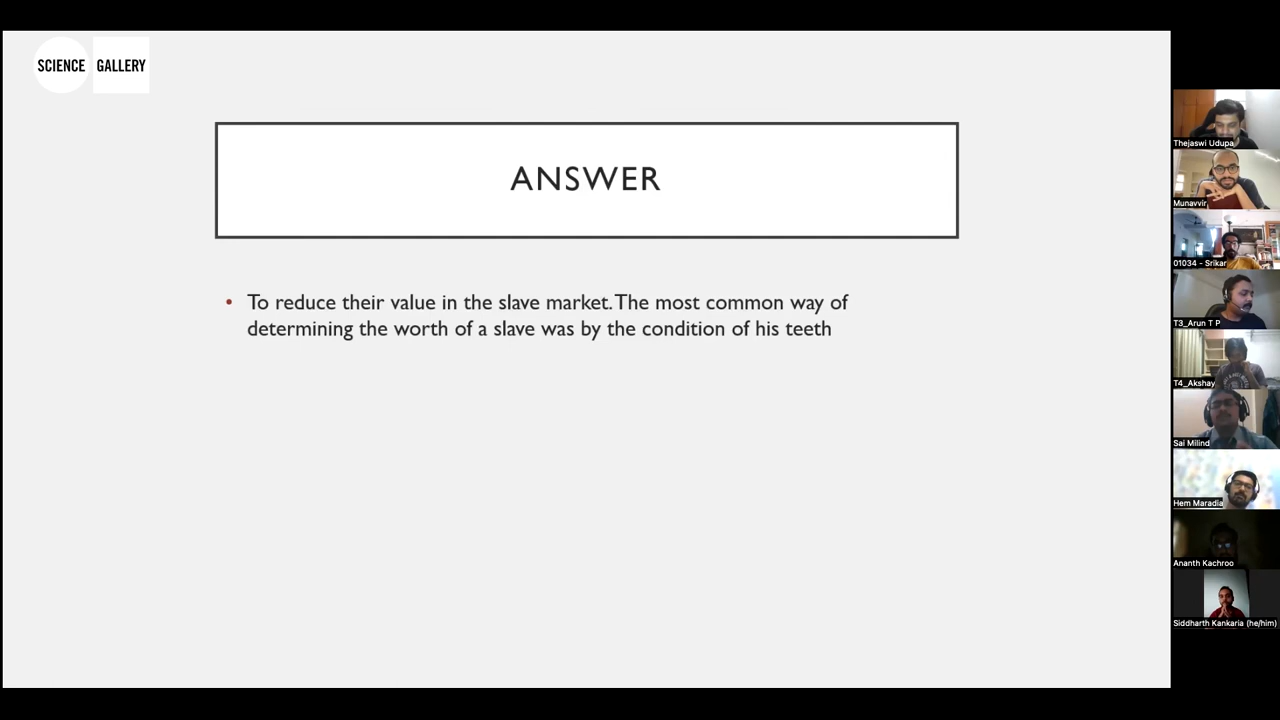 SCIENCE GALLERY
ANSWER
• To reduce their value in the slave market. The most common way of
determining the worth of a slave was by the condition of his teeth
Thejaswi Udupa
Munavvir
01034 - Srikar
T3_Arun T P
T4_Akshay
Sai Milind
Hem Maradia
Ananth Kachroo
Siddharth Kankaria (he/him)